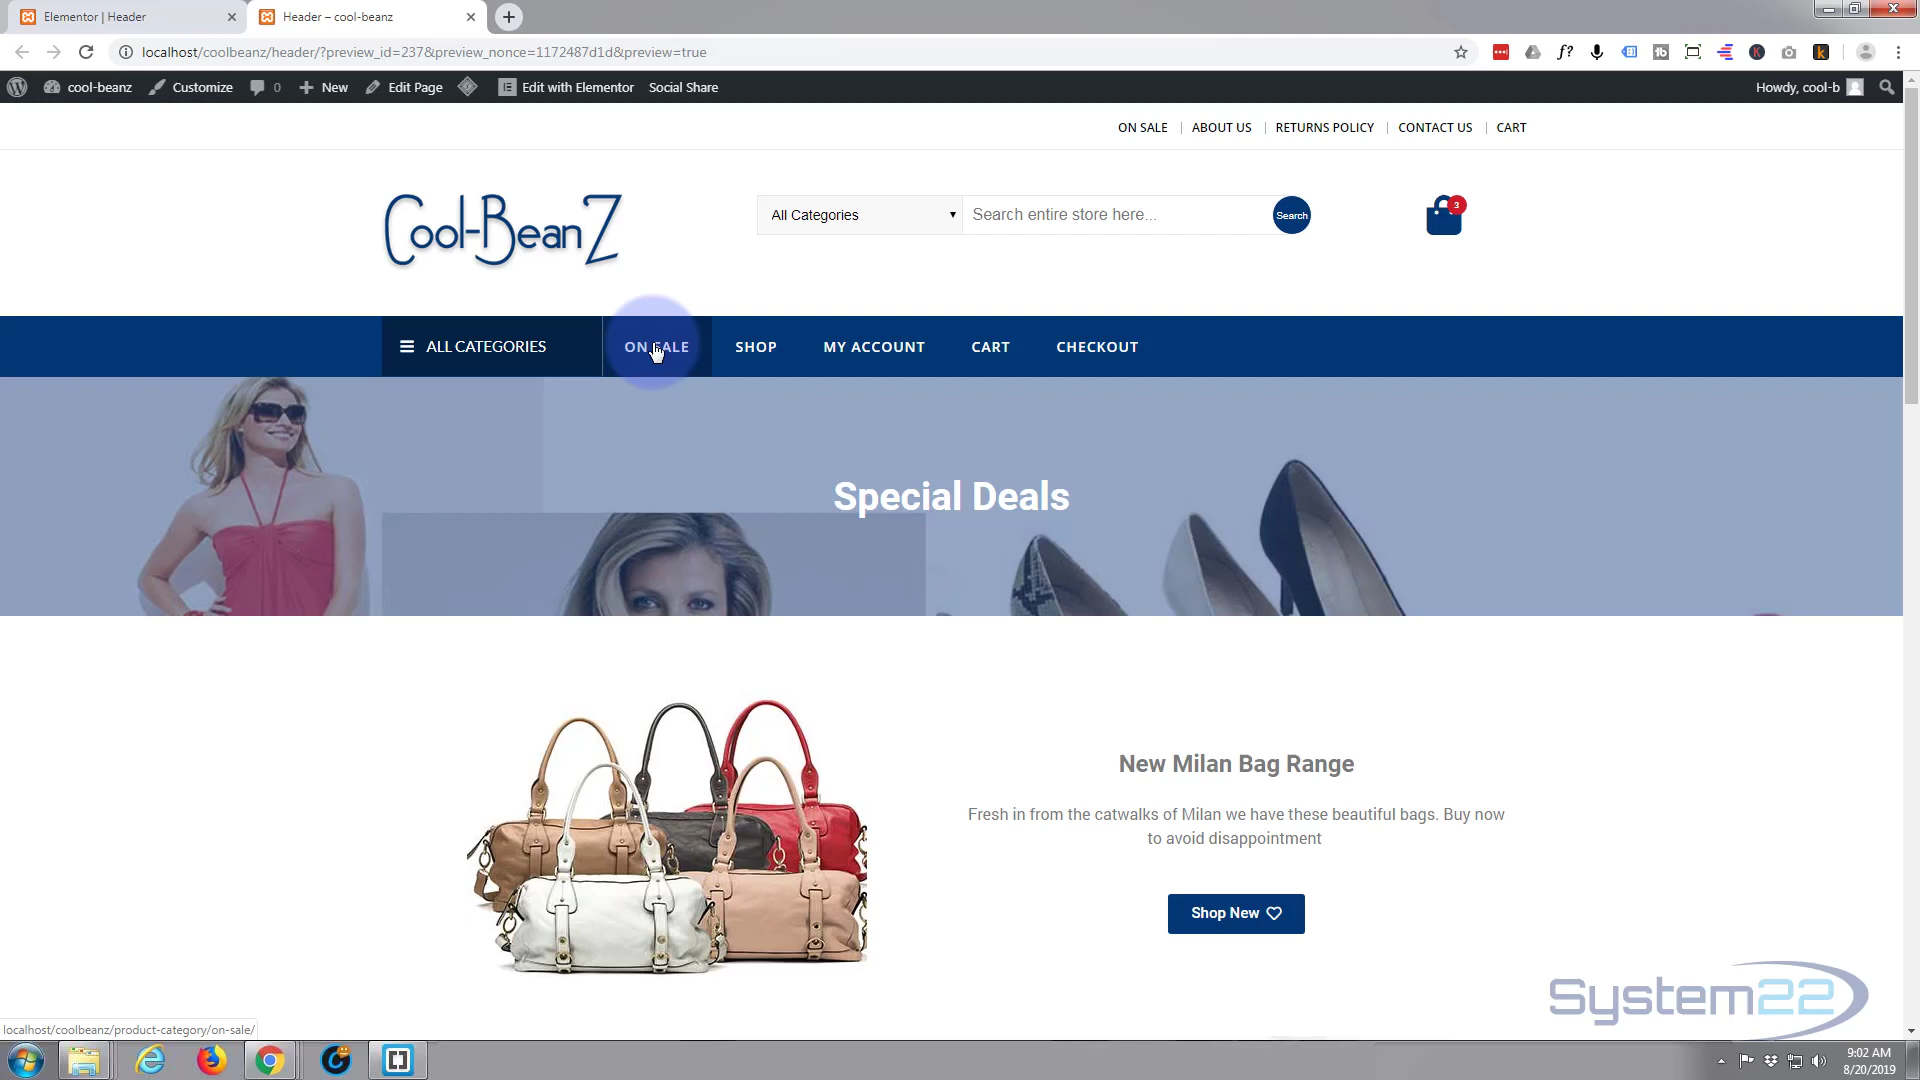 Elementor | Header
Header – cool-beanz
localhost/coolbeanz/header/?preview_id=237&preview_nonce=1172487d1d&preview=true
cool-beanz Customize 0 New Edit Page Edit with Elementor Social Share Howdy, cool-b
ON SALE ABOUT US RETURNS POLICY CONTACT US CART
Cool-BeanZ
All Categories Search entire store here... Search 3
ALL CATEGORIES ON SALE SHOP MY ACCOUNT CART CHECKOUT
Special Deals
New Milan Bag Range
Fresh in from the catwalks of Milan we have these beautiful bags. Buy now
to avoid disappointment
Shop New
System22
localhost/coolbeanz/product-category/on-sale/
9:02 AM
8/20/2019